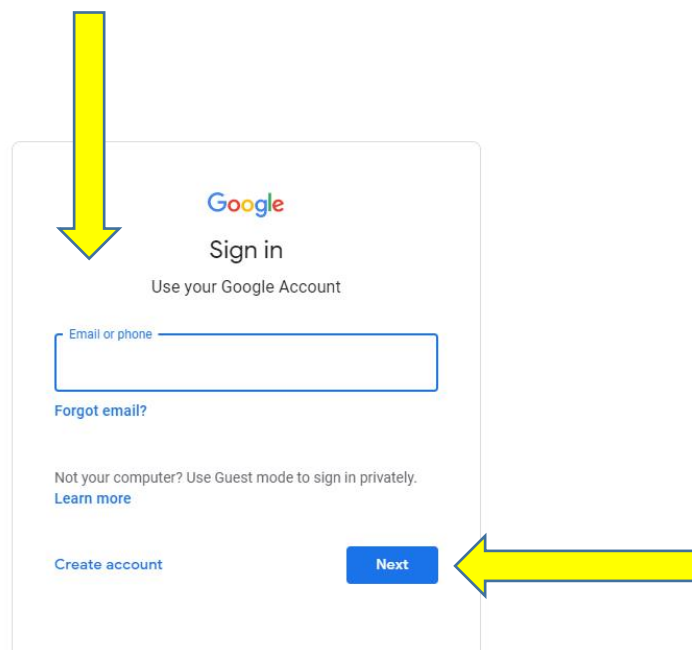 Google
Sign in
Use your Google Account
Email or phone
Forgot email?
Not your computer? Use Guest mode to sign in privately.
Learn more
Create account
Next